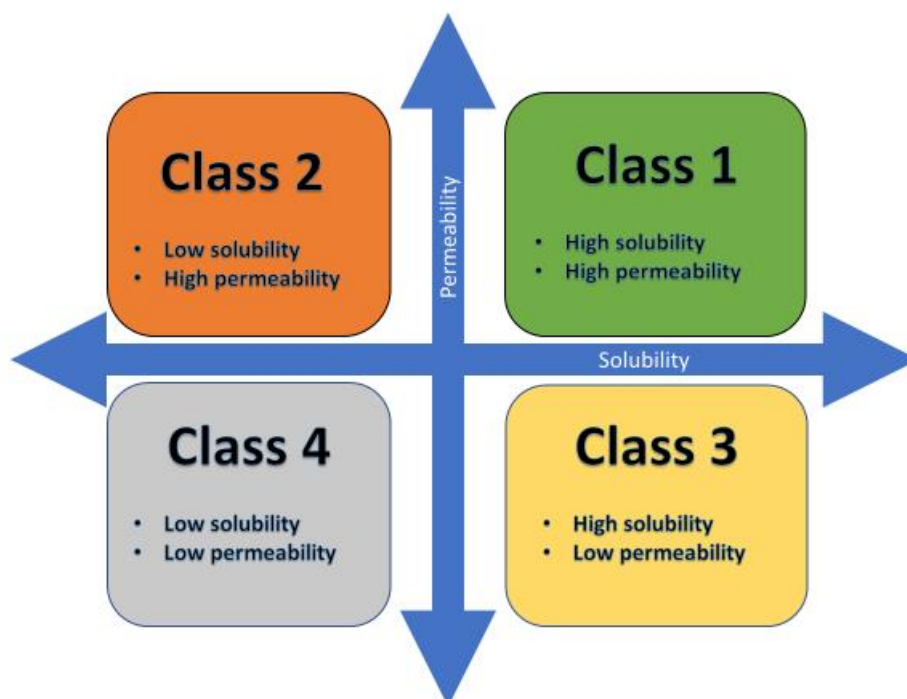 Class 2
• Low solubility
• High permeability
Permeability
Class 1
• High solubility
• High permeability
Solubility
Class 4
• Low solubility
• Low permeability
Class 3
• High solubility
• Low permeability